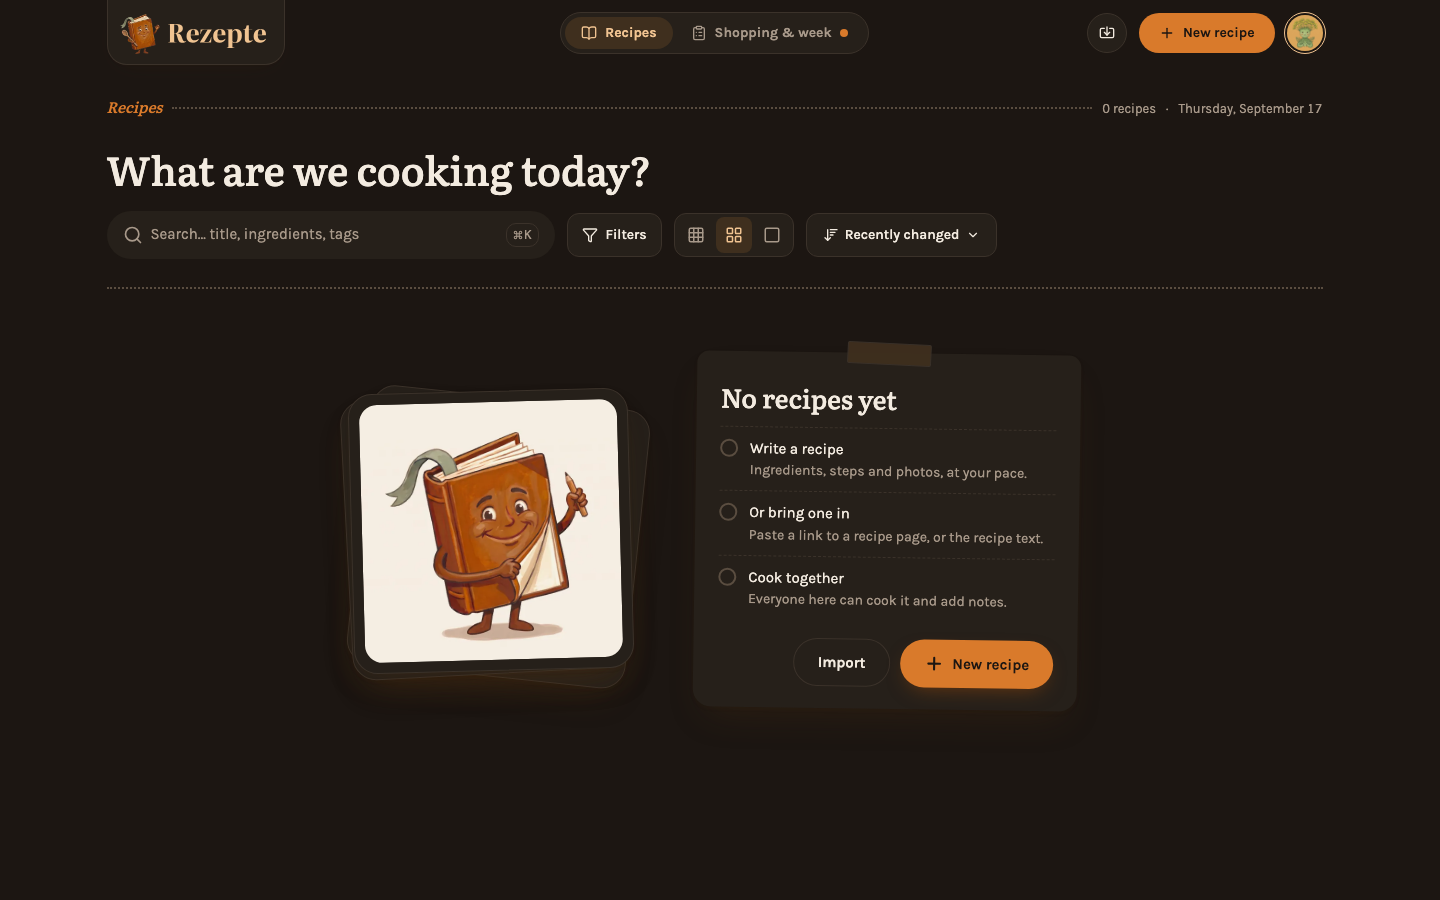 Rezepte
Recipes
Shopping & week
New recipe
Recipes
0 recipes · Thursday, September 17
What are we cooking today?
Search... title, ingredients, tags
⌘K
Filters
Recently changed
No recipes yet
Write a recipe
Ingredients, steps and photos, at your pace.
Or bring one in
Paste a link to a recipe page, or the recipe text.
Cook together
Everyone here can cook it and add notes.
Import
New recipe